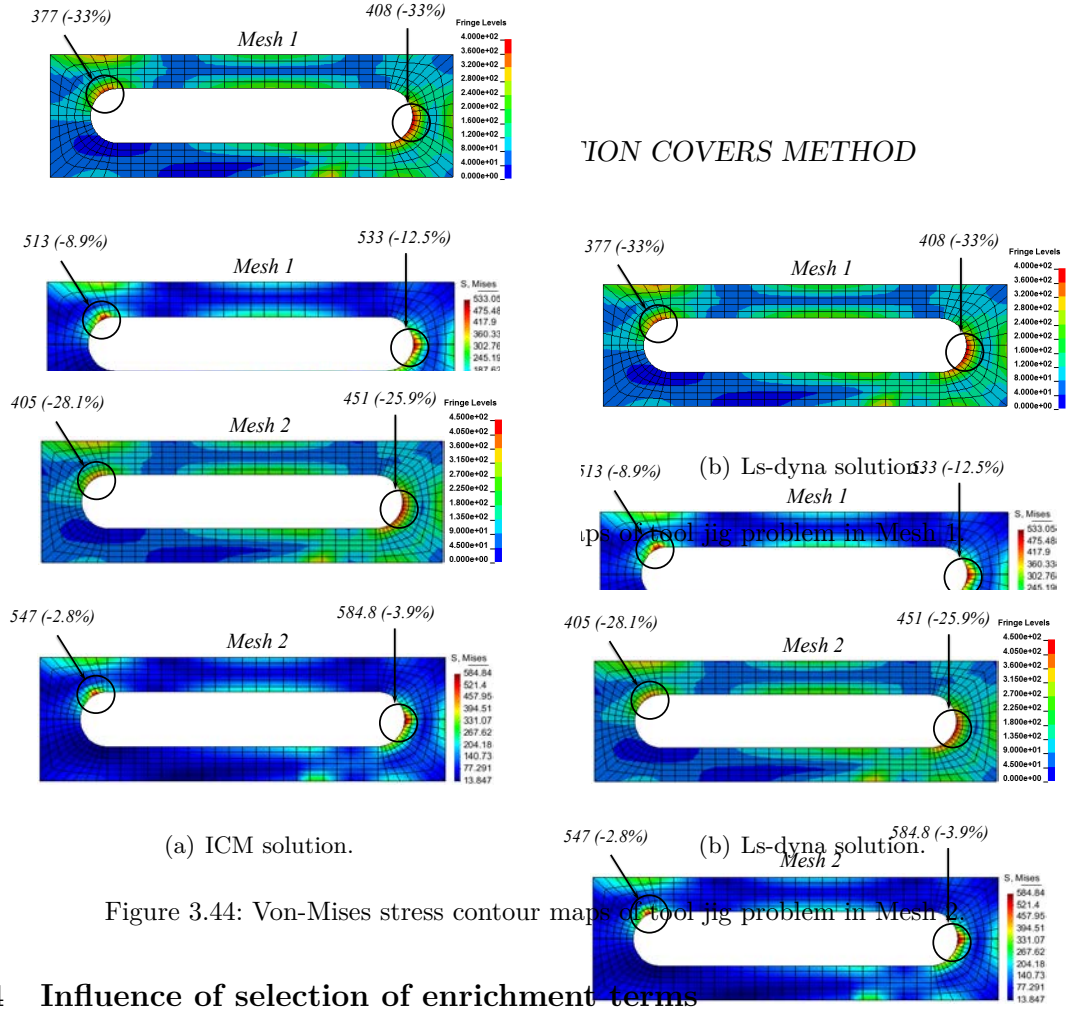 377 (-33%)
408 (-33%)
Mesh 1
Fringe Levels
4.000e+02
3.600e+02
3.200e+02
2.800e+02
2.400e+02
2.000e+02
1.600e+02
1.200e+02
8.000e+01
4.000e+01
0.000e+00
TION COVERS METHOD
513 (-8.9%)
533 (-12.5%)
Mesh 1
S, Mises
533.05
475.48
417.9
360.33
302.76
245.19
187.62
377 (-33%)
408 (-33%)
Mesh 1
Fringe Levels
4.000e+02
3.600e+02
3.200e+02
2.800e+02
2.400e+02
2.000e+02
1.600e+02
1.200e+02
8.000e+01
4.000e+01
0.000e+00
405 (-28.1%)
451 (-25.9%)
Mesh 2
Fringe Levels
4.500e+02
4.050e+02
3.600e+02
3.150e+02
2.700e+02
2.250e+02
1.800e+02
1.350e+02
9.000e+01
4.500e+01
0.000e+00
(b) Ls-dyna solution.
513 (-8.9%)
533 (-12.5%)
Mesh 1
aps of tool jig problem in Mesh 1.
S, Mises
533.05
475.48
417.9
360.33
302.76
245.19
547 (-2.8%)
584.8 (-3.9%)
Mesh 2
S, Mises
584.84
521.4
457.95
394.51
331.07
267.62
204.18
140.73
77.291
13.847
405 (-28.1%)
451 (-25.9%)
Mesh 2
Fringe Levels
4.500e+02
4.050e+02
3.600e+02
3.150e+02
2.700e+02
2.250e+02
1.800e+02
1.350e+02
9.000e+01
4.500e+01
0.000e+00
(a) ICM solution.
(b) Ls-dyna solution.
547 (-2.8%)
584.8 (-3.9%)
Mesh 2
S, Mises
584.84
521.4
457.95
394.51
331.07
267.62
204.18
140.73
77.291
13.847
Figure 3.44: Von-Mises stress contour maps of tool jig problem in Mesh 2.
4 Influence of selection of enrichment terms